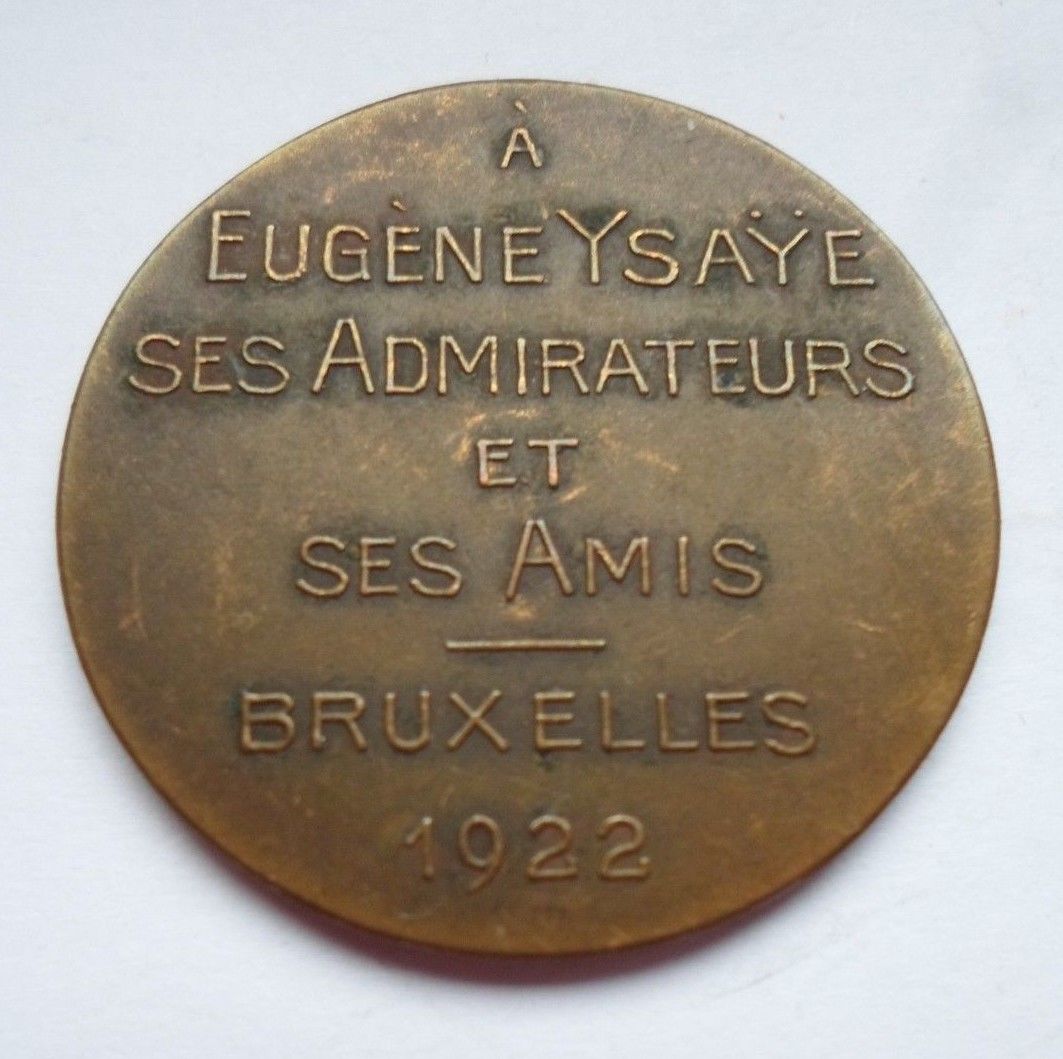 À
EUGÈNE YSAŸE
SES ADMIRATEURS
ET
SES AMIS
BRUXELLES
1922